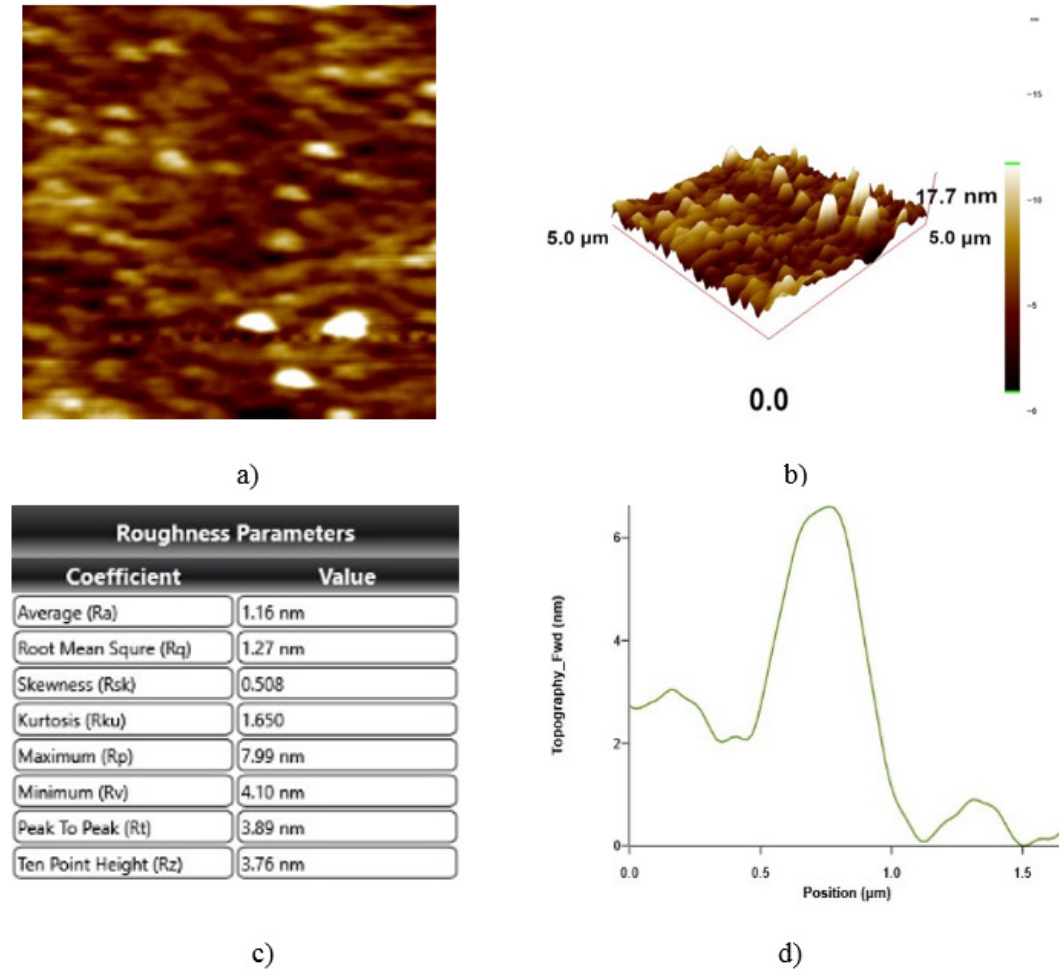 17.7 nm
5.0 µm
5.0 µm
0.0
-15
-10
-5
-0
a)
b)
Roughness Parameters
Coefficient Value
Average (Ra) 1.16 nm
Root Mean Squre (Rq) 1.27 nm
Skewness (Rsk) 0.508
Kurtosis (Rku) 1.650
Maximum (Rp) 7.99 nm
Minimum (Rv) 4.10 nm
Peak To Peak (Rt) 3.89 nm
Ten Point Height (Rz) 3.76 nm
Topography_Fwd (nm)
6
4
2
0
0.0 0.5 1.0 1.5
Position (µm)
c)
d)